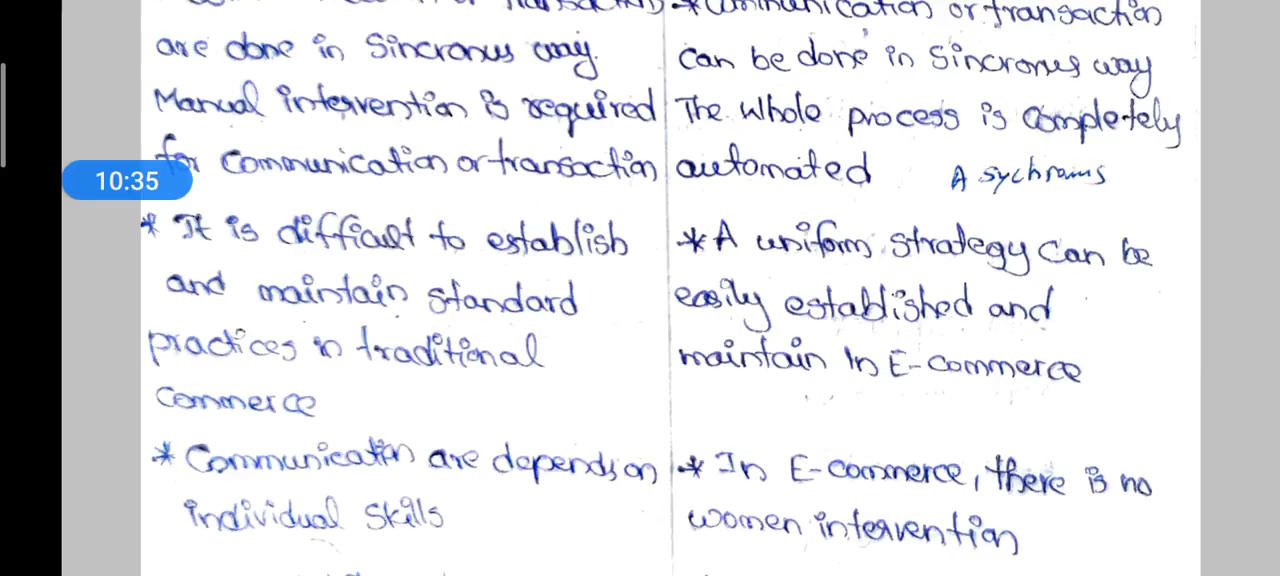 are done in Sincronus way.
Manual intervention is required
for communication or transaction
10:35
* It is difficult to establish
and maintain standard
practices in traditional
commerce
* Communication are depends on
individual skills
* Communication or transaction
can be done in Sincronus way
The whole process is completely
automated
A sychronus
* A uniform strategy can be
easily established and
maintain in E-commerce
* In E-commerce, there is no
women intervention